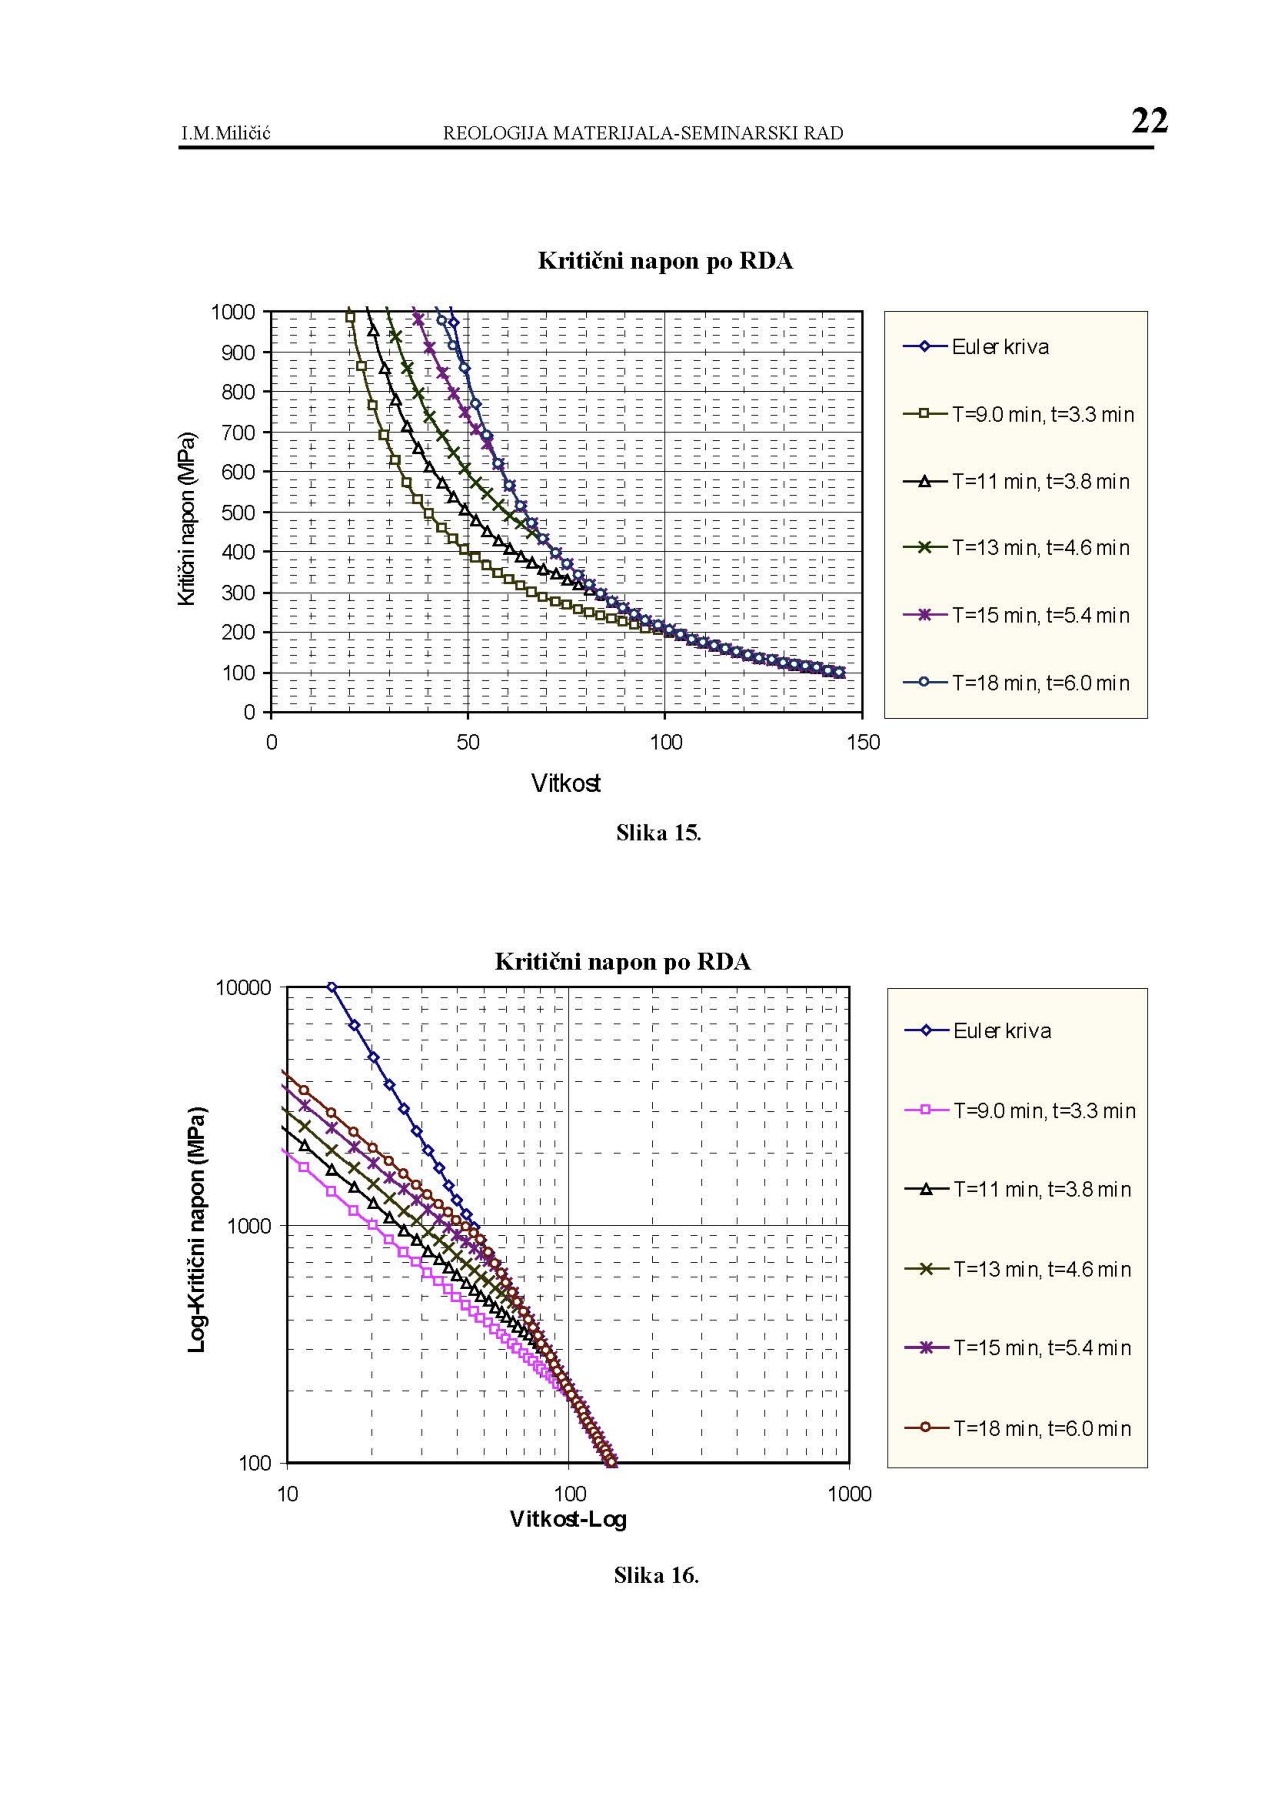 I.M.Miličić REOLOGIJA MATERIJALA-SEMINARSKI RAD 22
Kritični napon po RDA
1000
900
800
700
600
500
400
300
200
100
0
Kritični napon (MPa)
0 50 100 150
Vitkost
Euler kriva
T=9.0 min, t=3.3 min
T=11 min, t=3.8 min
T=13 min, t=4.6 min
T=15 min, t=5.4 min
T=18 min, t=6.0 min
Slika 15.
Kritični napon po RDA
10000
1000
100
Log-Kritični napon (MPa)
10 100 1000
Vitkost-Log
Euler kriva
T=9.0 min, t=3.3 min
T=11 min, t=3.8 min
T=13 min, t=4.6 min
T=15 min, t=5.4 min
T=18 min, t=6.0 min
Slika 16.